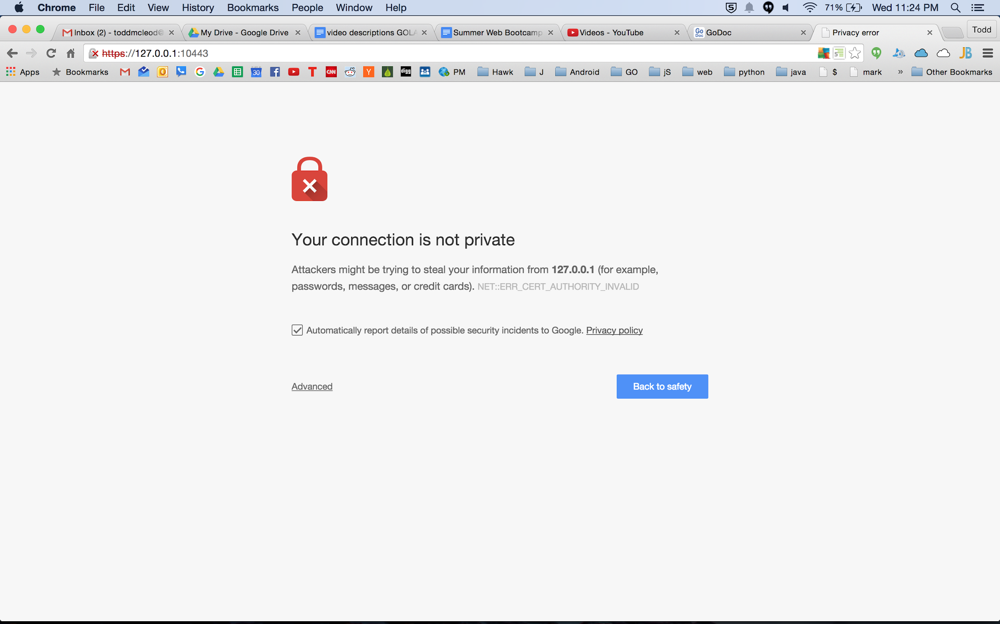 Chrome File Edit View History Bookmarks People Window Help 71% Wed 11:24 PM
Inbox (2) - toddmcleod@ My Drive - Google Drive video descriptions GOLA Summer Web Bootcamp Videos - YouTube Go Doc GoDoc Privacy error Todd
https://127.0.0.1:10443 JB
Apps Bookmarks 30 T CNN Y digg PM Hawk J Android GO jS web python java $ mark » Other Bookmarks
Your connection is not private
Attackers might be trying to steal your information from 127.0.0.1 (for example,
passwords, messages, or credit cards). NET::ERR_CERT_AUTHORITY_INVALID
Automatically report details of possible security incidents to Google. Privacy policy
Advanced Back to safety